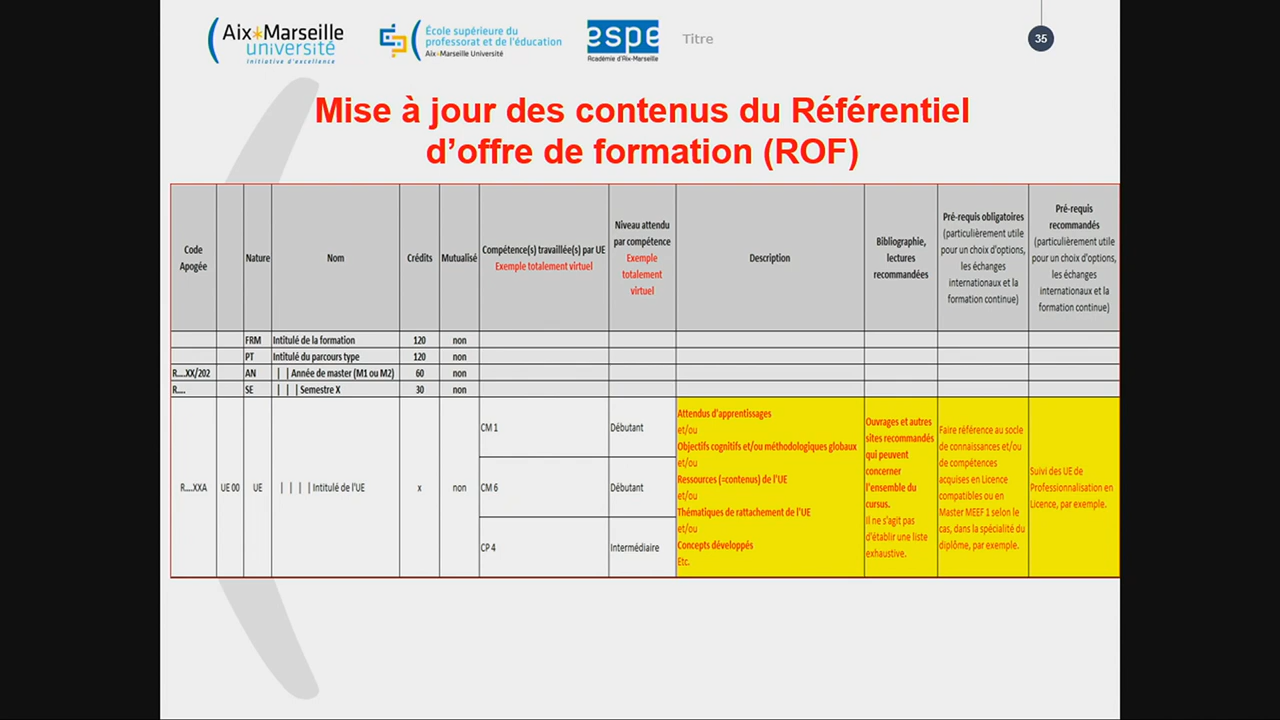 Aix*Marseille
université
Initiative d'excellence
École supérieure du
professorat et de l'éducation
Aix*Marseille Université
espe
Académie d'Aix-Marseille
Titre
35
Mise à jour des contenus du Référentiel
d'offre de formation (ROF)
Code
Apogée
Nature
Nom
Crédits
Mutualisé
Compétence(s) travaillée(s) par UE
Exemple totalement virtuel
Niveau attendu
par compétence
Exemple
totalement
virtuel
Description
Bibliographie,
lectures
recommandées
Pré-requis obligatoires
(particulièrement utile
pour un choix d'options,
les échanges
internationaux et la
formation continue)
Pré-requis
recommandés
(particulièrement utile
pour un choix d'options,
les échanges
internationaux et la
formation continue)
FRM Intitulé de la formation 120 non
PT Intitulé du parcours type 120 non
R....XX/202 AN | | Année de master (M1 ou M2) 60 non
R.... SE | | | Semestre X 30 non
R....XXA UE 00 UE | | | | Intitulé de l'UE x non
CM 1 Débutant
CM 6 Débutant
CP 4 Intermédiaire
Attendus d'apprentissages
et/ou
Objectifs cognitifs et/ou méthodologiques globaux
et/ou
Ressources (=contenus) de l'UE
et/ou
Thématiques de rattachement de l'UE
et/ou
Concepts développés
Etc.
Ouvrages et autres
sites recommandés
qui peuvent
concerner
l'ensemble du
cursus.
Il ne s'agit pas
d'établir une liste
exhaustive.
Faire référence au socle
de connaissances et/ou
de compétences
acquises en Licence
compatibles ou en
Master MEEF 1 selon le
cas, dans la spécialité du
diplôme, par exemple.
Suivi des UE de
Professionnalisation en
Licence, par exemple.